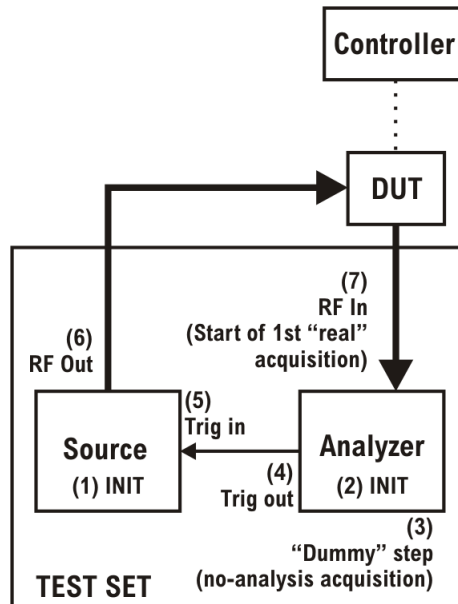 Controller
DUT
(7)
RF In
(Start of 1st “real”
acquisition)
(6)
RF Out
(5)
Trig in
Source
(1) INIT
Analyzer
(2) INIT
(4)
Trig out
(3)
“Dummy” step
(no-analysis acquisition)
TEST SET